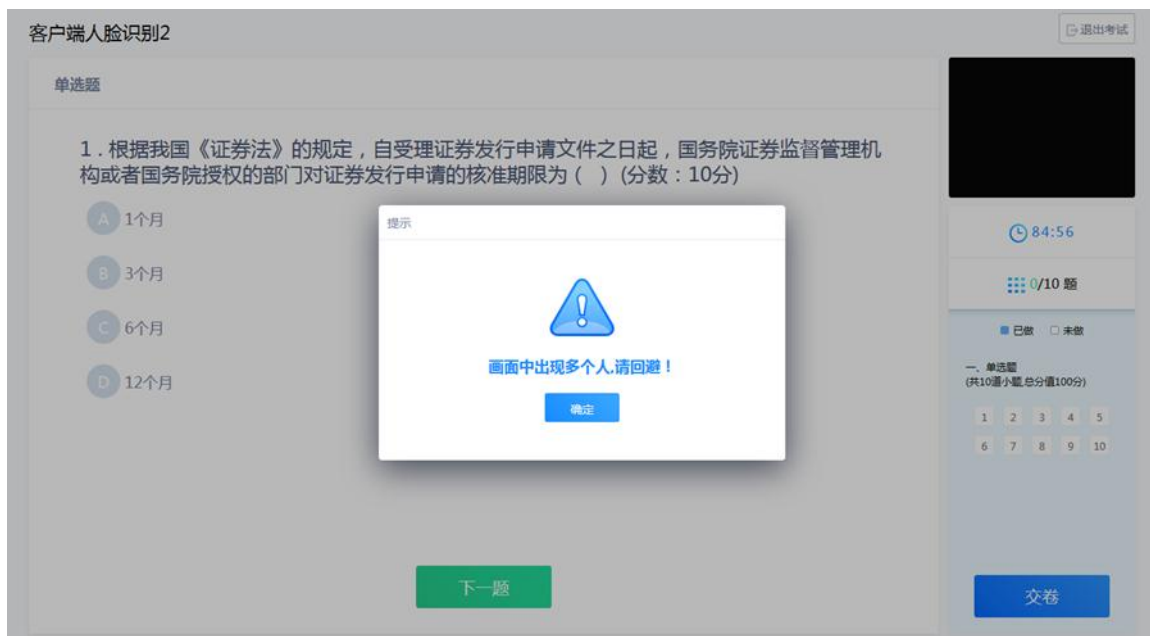 客户端人脸识别2
退出考试
单选题
1 . 根据我国《证券法》的规定，自受理证券发行申请文件之日起，国务院证券监督管理机
构或者国务院授权的部门对证券发行申请的核准期限为（　）(分数：10分)
A 1个月
B 3个月
C 6个月
D 12个月
提示
画面中出现多个人,请回避！
确定
下一题
84:56
0/10 题
已做 未做
一、单选题
(共10道小题,总分值100分)
1 2 3 4 5
6 7 8 9 10
交卷